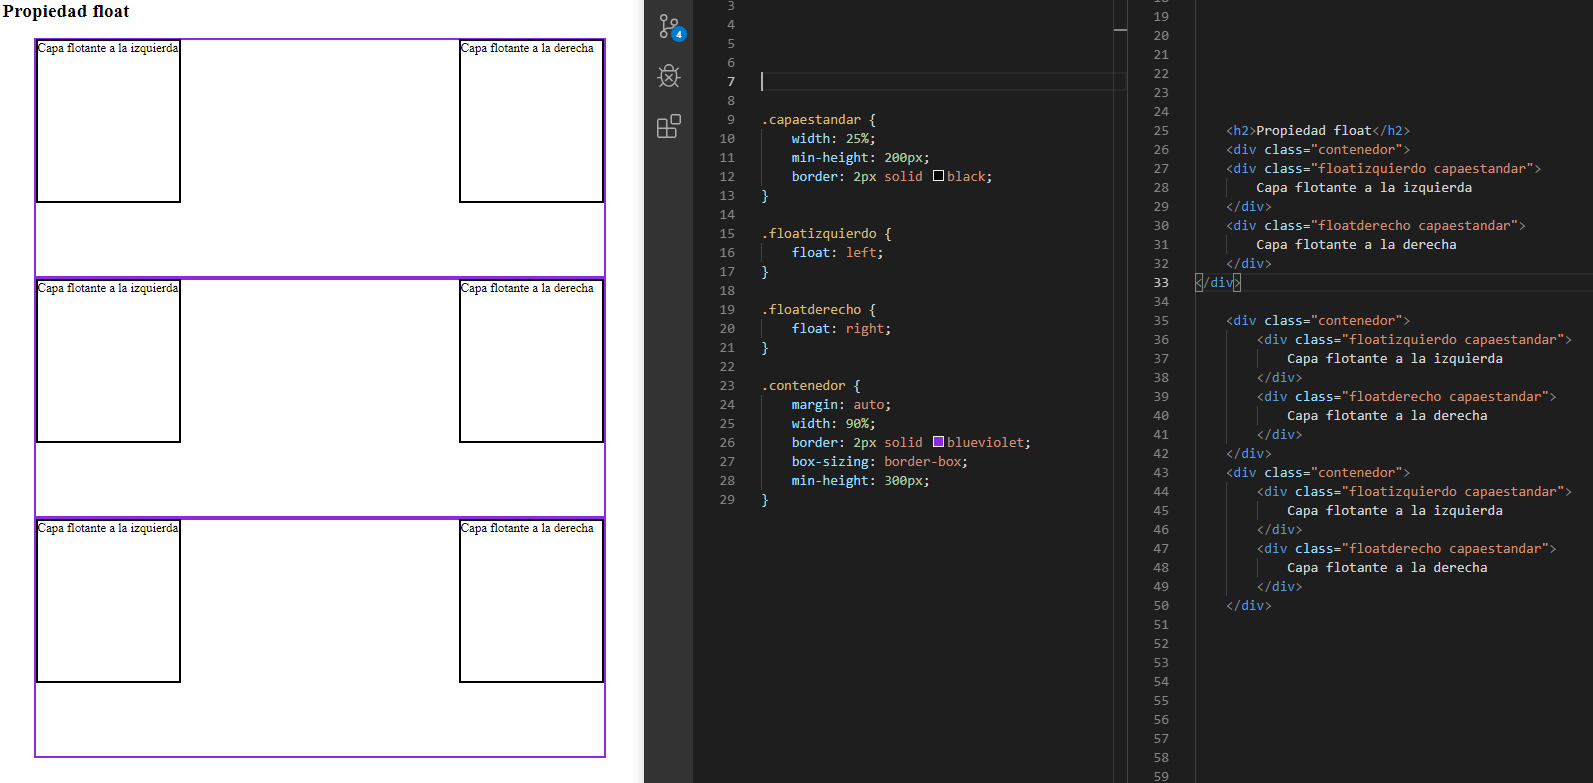 Propiedad float
Capa flotante a la izquierda
Capa flotante a la derecha
Capa flotante a la izquierda
Capa flotante a la derecha
Capa flotante a la izquierda
Capa flotante a la derecha
4
3
4
5
6
7
8
9 .capaestandar {
10 width: 25%;
11 min-height: 200px;
12 border: 2px solid black;
13 }
14
15 .floatizquierdo {
16 float: left;
17 }
18
19 .floatderecho {
20 float: right;
21 }
22
23 .contenedor {
24 margin: auto;
25 width: 90%;
26 border: 2px solid blueviolet;
27 box-sizing: border-box;
28 min-height: 300px;
29 }
19
20
21
22
23
24
25 <h2>Propiedad float</h2>
26 <div class="contenedor">
27 <div class="floatizquierdo capaestandar">
28 Capa flotante a la izquierda
29 </div>
30 <div class="floatderecho capaestandar">
31 Capa flotante a la derecha
32 </div>
33 </div>
34
35 <div class="contenedor">
36 <div class="floatizquierdo capaestandar">
37 Capa flotante a la izquierda
38 </div>
39 <div class="floatderecho capaestandar">
40 Capa flotante a la derecha
41 </div>
42 </div>
43 <div class="contenedor">
44 <div class="floatizquierdo capaestandar">
45 Capa flotante a la izquierda
46 </div>
47 <div class="floatderecho capaestandar">
48 Capa flotante a la derecha
49 </div>
50 </div>
51
52
53
54
55
56
57
58
59